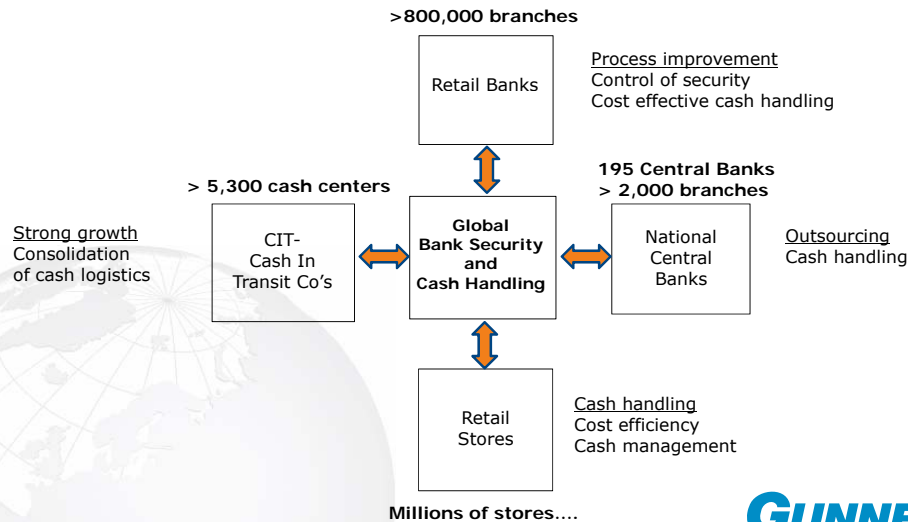 >800,000 branches
Retail Banks
Process improvement
Control of security
Cost effective cash handling
> 5,300 cash centers
195 Central Banks
> 2,000 branches
Strong growth
Consolidation
of cash logistics
CIT-
Cash In
Transit Co's
Global
Bank Security
and
Cash Handling
National
Central
Banks
Outsourcing
Cash handling
Retail
Stores
Cash handling
Cost efficiency
Cash management
Millions of stores....
GUNNE